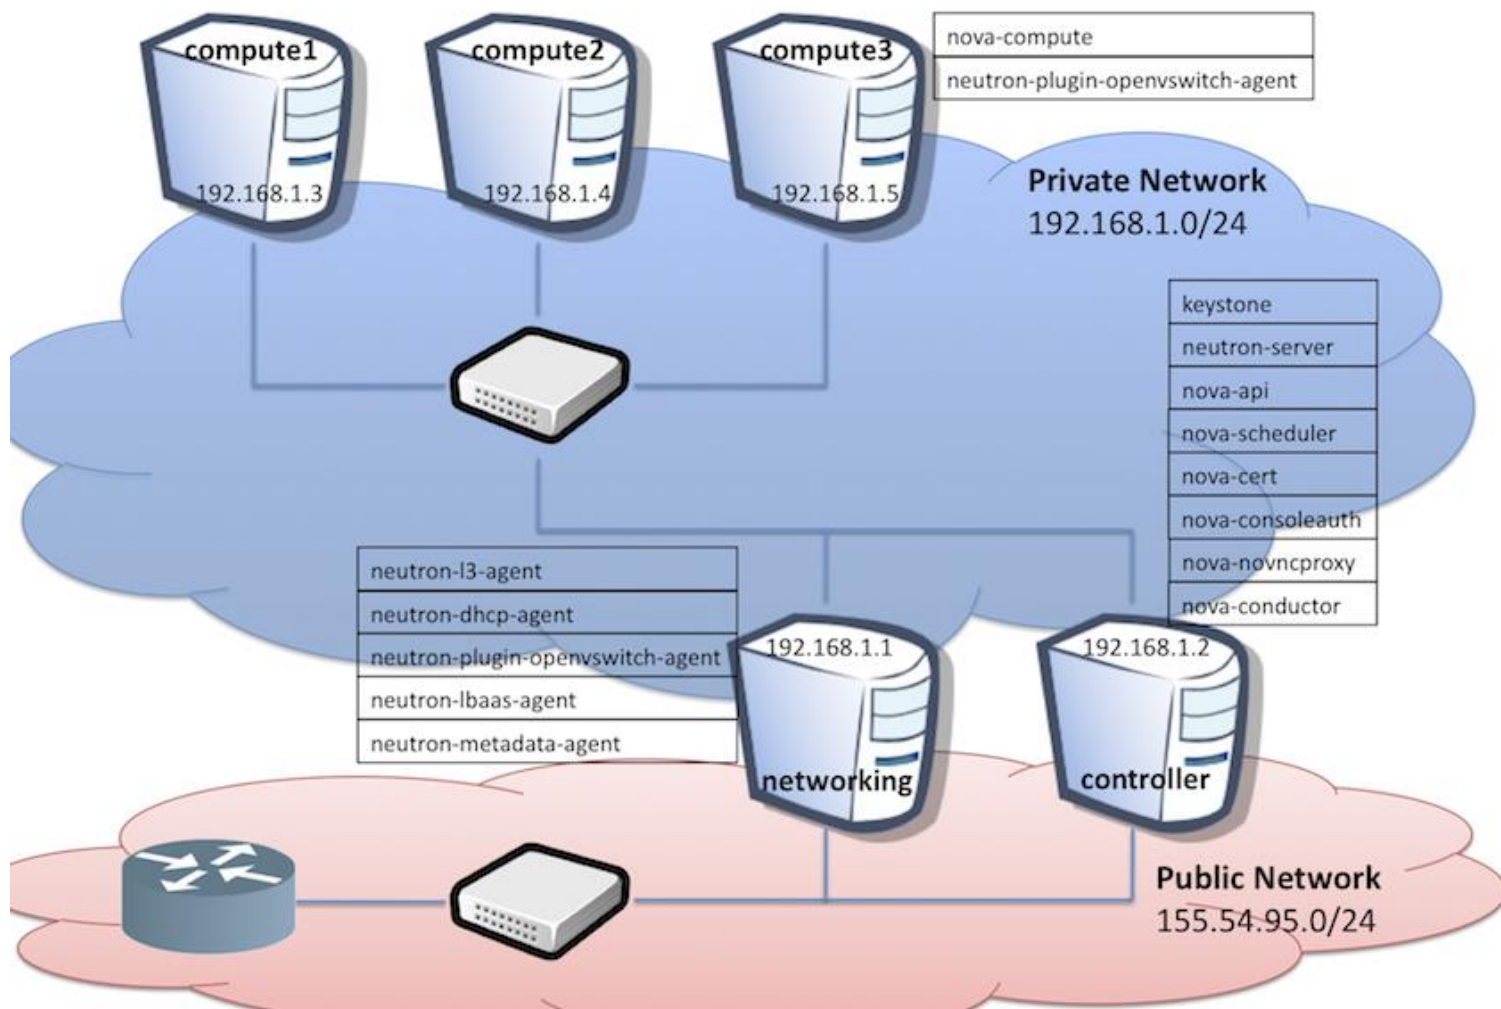 compute1
compute2
compute3
nova-compute
neutron-plugin-openvswitch-agent
192.168.1.3
192.168.1.4
192.168.1.5
Private Network
192.168.1.0/24
keystone
neutron-server
nova-api
nova-scheduler
nova-cert
nova-consoleauth
nova-novncproxy
nova-conductor
neutron-l3-agent
neutron-dhcp-agent
neutron-plugin-openvswitch-agent
neutron-lbaas-agent
neutron-metadata-agent
192.168.1.1
192.168.1.2
networking
controller
Public Network
155.54.95.0/24